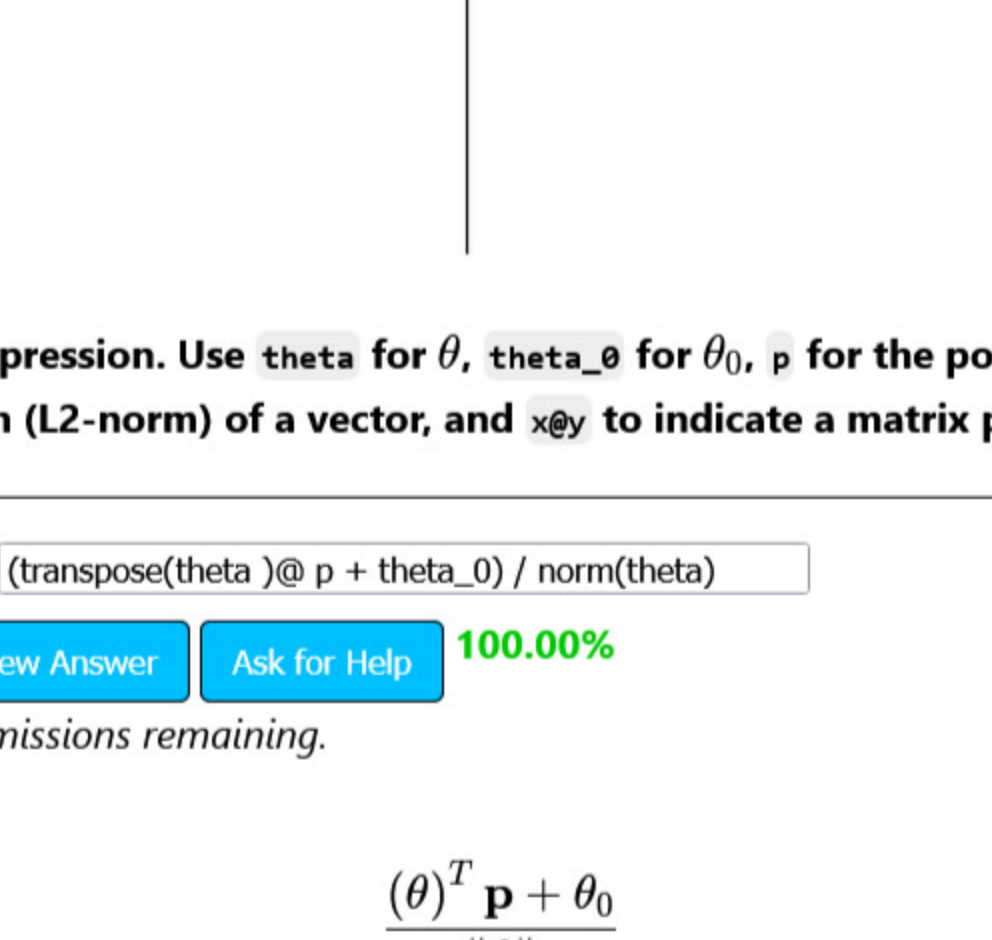 pression. Use theta for θ, theta_0 for θ₀, p for the po
n (L2-norm) of a vector, and x@y to indicate a matrix p
(transpose(theta )@ p + theta_0) / norm(theta)
ew Answer Ask for Help 100.00%
missions remaining.
(θ)ᵀ p + θ₀